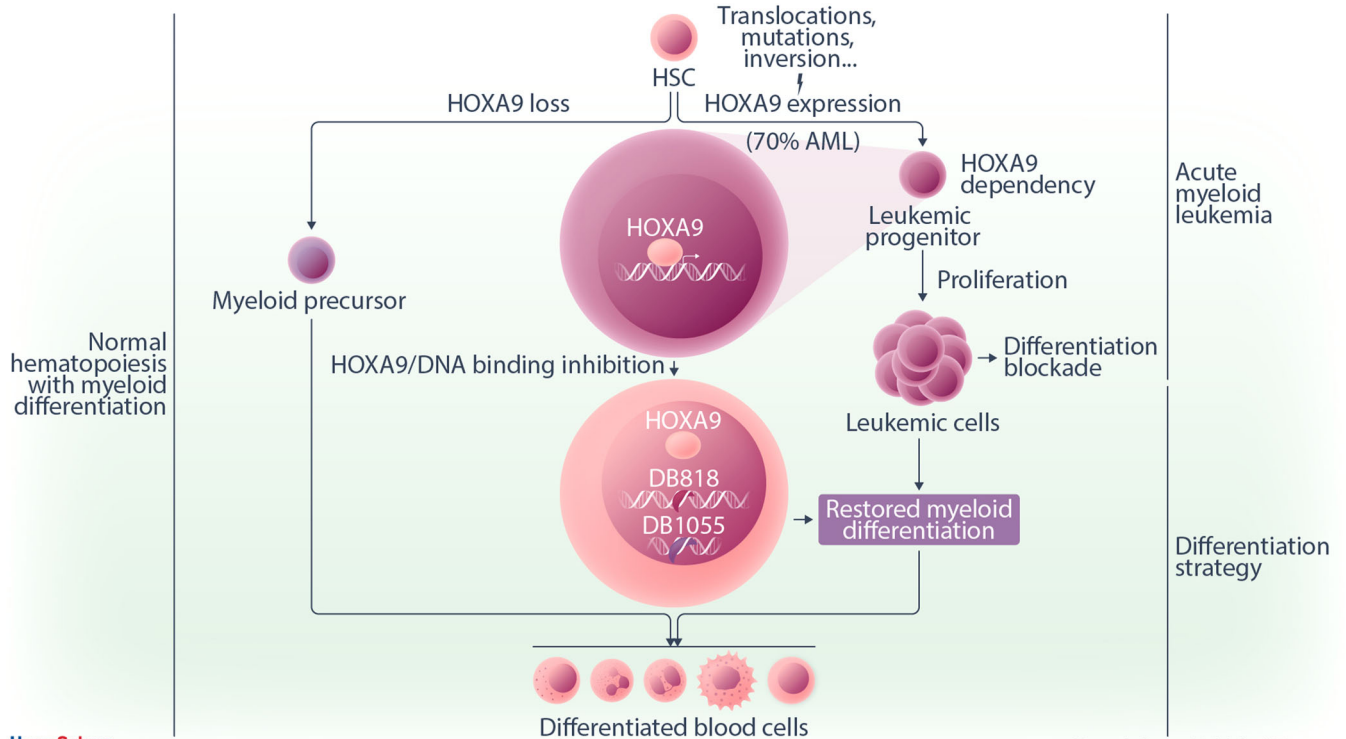 Translocations,
mutations,
inversion...
HSC
HOXA9 loss
HOXA9 expression
(70% AML)
HOXA9
dependency
Acute
myeloid
leukemia
Leukemic
progenitor
HOXA9
Proliferation
Myeloid precursor
Normal
hematopoiesis
with myeloid
differentiation
HOXA9/DNA binding inhibition
Differentiation
blockade
Leukemic cells
HOXA9
DB818
DB1055
Restored myeloid
differentiation
Differentiation
strategy
Differentiated blood cells